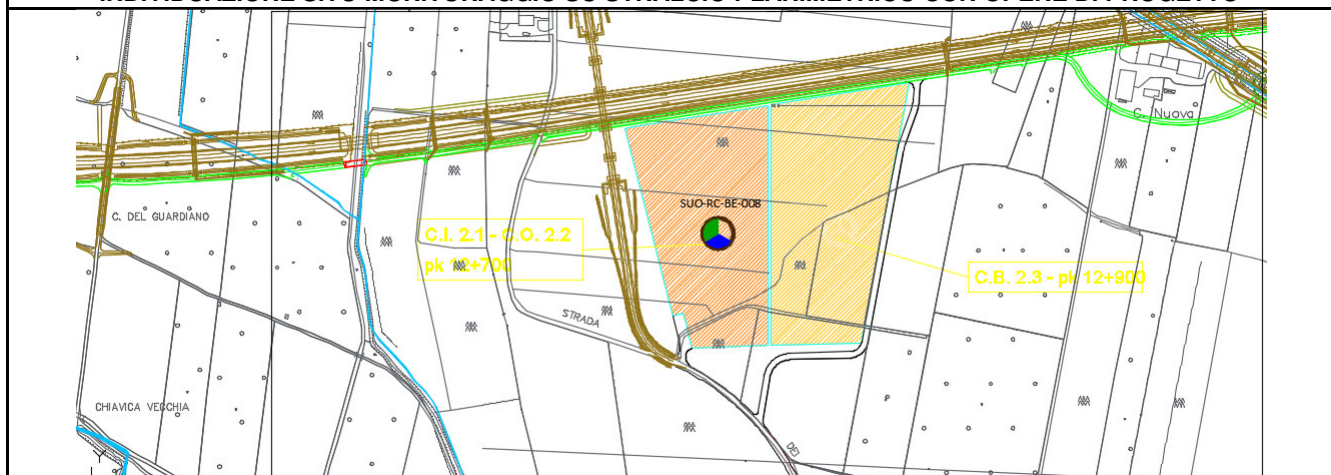 C. Nuova
SUO-RC-BE-008
C. DEL GUARDIANO
C.I. 2.1 - C.O. 2.2
pk 12+700
C.B. 2.3 - pk 12+900
STRADA
CHIAVICA VECCHIA
DEI